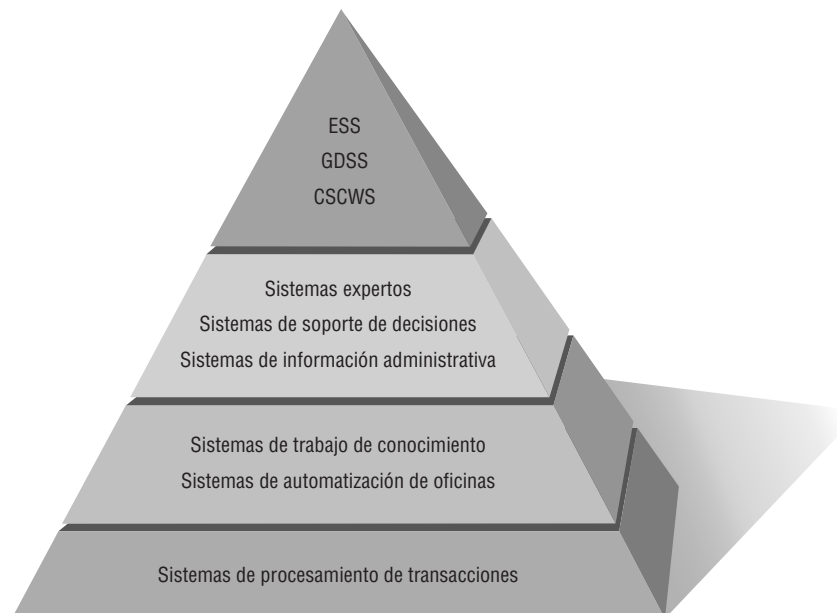 ESS
GDSS
CSCWS
Sistemas expertos
Sistemas de soporte de decisiones
Sistemas de información administrativa
Sistemas de trabajo de conocimiento
Sistemas de automatización de oficinas
Sistemas de procesamiento de transacciones